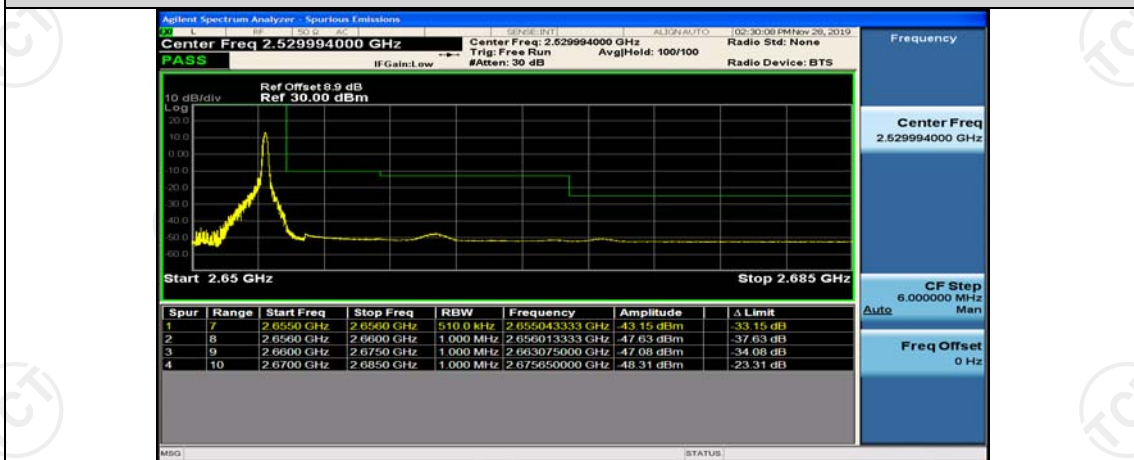 Agilent Spectrum Analyzer - Spurious Emissions
L RF 50 Ω AC SENSE:INT ALIGN AUTO 02:30:08 PM Nov 28, 2019
Center Freq 2.529994000 GHz
Center Freq: 2.529994000 GHz
Radio Std: None
Trig: Free Run Avg|Hold: 100/100
PASS
IFGain:Low
#Atten: 30 dB
Radio Device: BTS
Ref Offset 8.9 dB
10 dB/div Ref 30.00 dBm
Log
20.0
10.0
0.00
-10.0
-20.0
-30.0
-40.0
-50.0
-60.0
Start 2.65 GHz Stop 2.685 GHz
Spur Range Start Freq Stop Freq RBW Frequency Amplitude Δ Limit
1 7 2.6550 GHz 2.6560 GHz 510.0 kHz 2.655043333 GHz -43.15 dBm -33.15 dB
2 8 2.6560 GHz 2.6600 GHz 1.000 MHz 2.656013333 GHz -47.63 dBm -37.63 dB
3 9 2.6600 GHz 2.6750 GHz 1.000 MHz 2.663075000 GHz -47.08 dBm -34.08 dB
4 10 2.6700 GHz 2.6850 GHz 1.000 MHz 2.675650000 GHz -48.31 dBm -23.31 dB
MSG STATUS
Frequency
Center Freq
2.529994000 GHz
CF Step
6.000000 MHz
Auto Man
Freq Offset
0 Hz
TCT
TCT